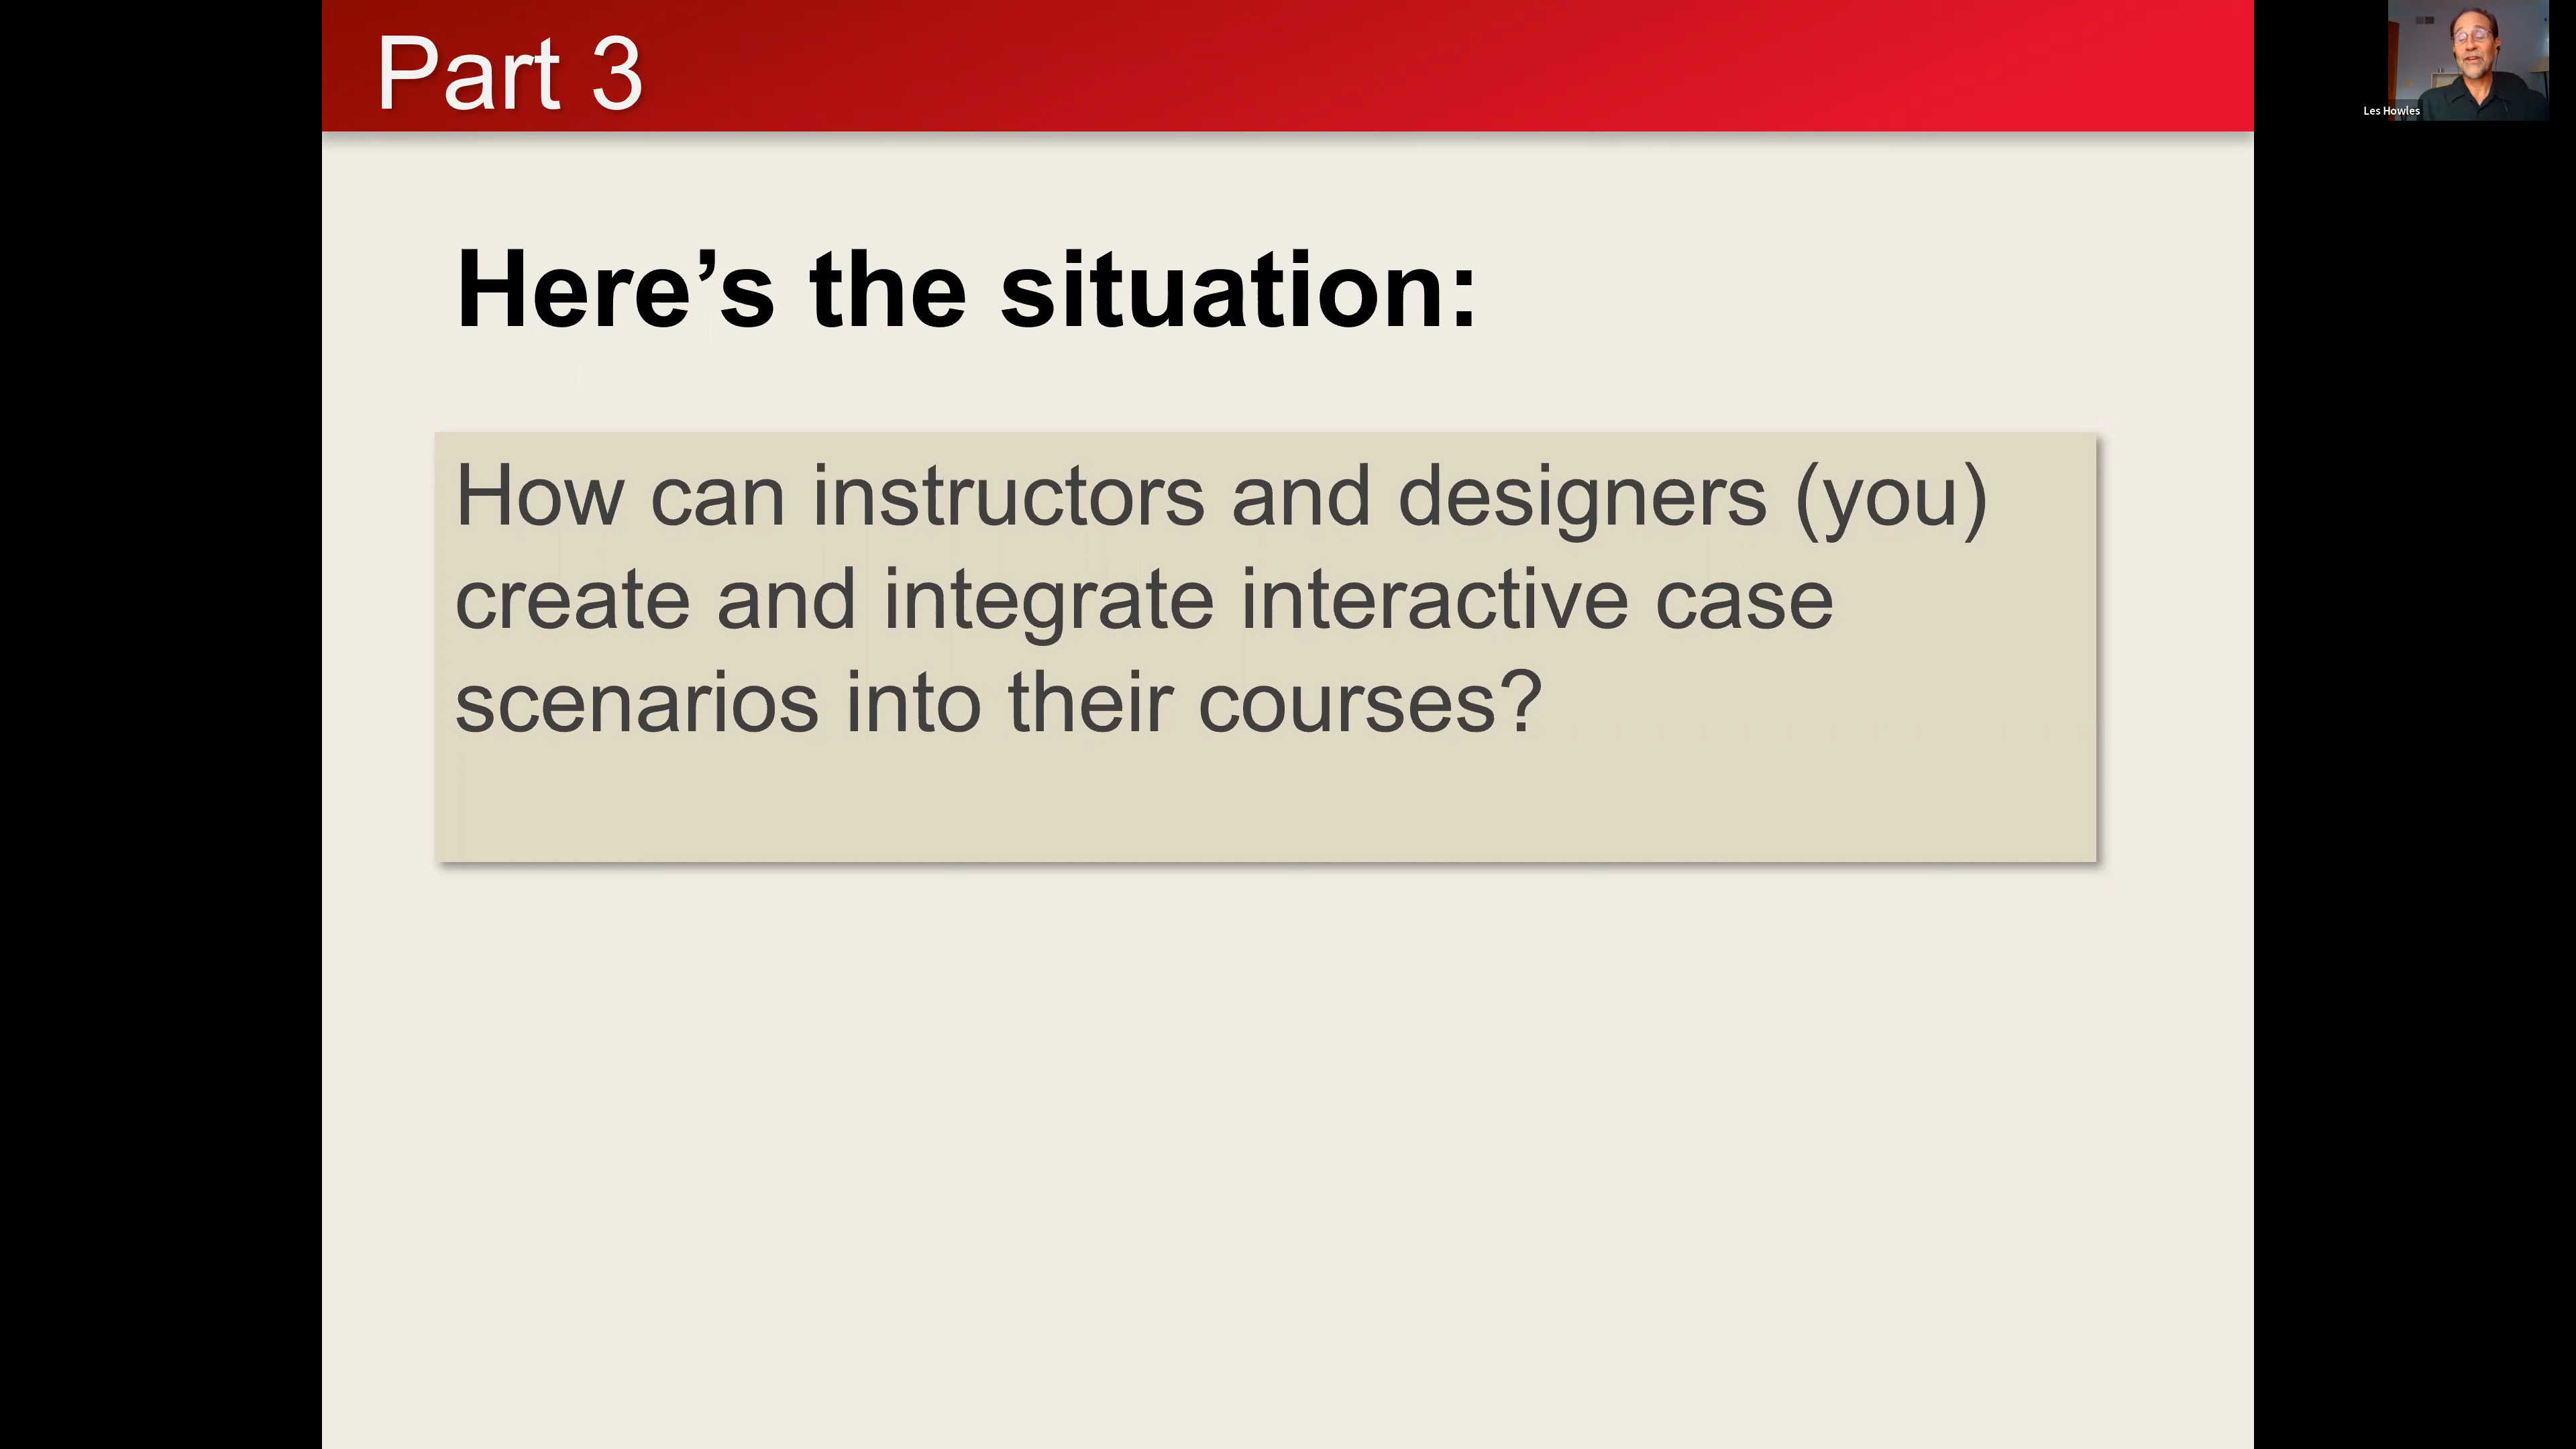 Part 3
Les Howles
Here’s the situation:
How can instructors and designers (you)
create and integrate interactive case
scenarios into their courses?